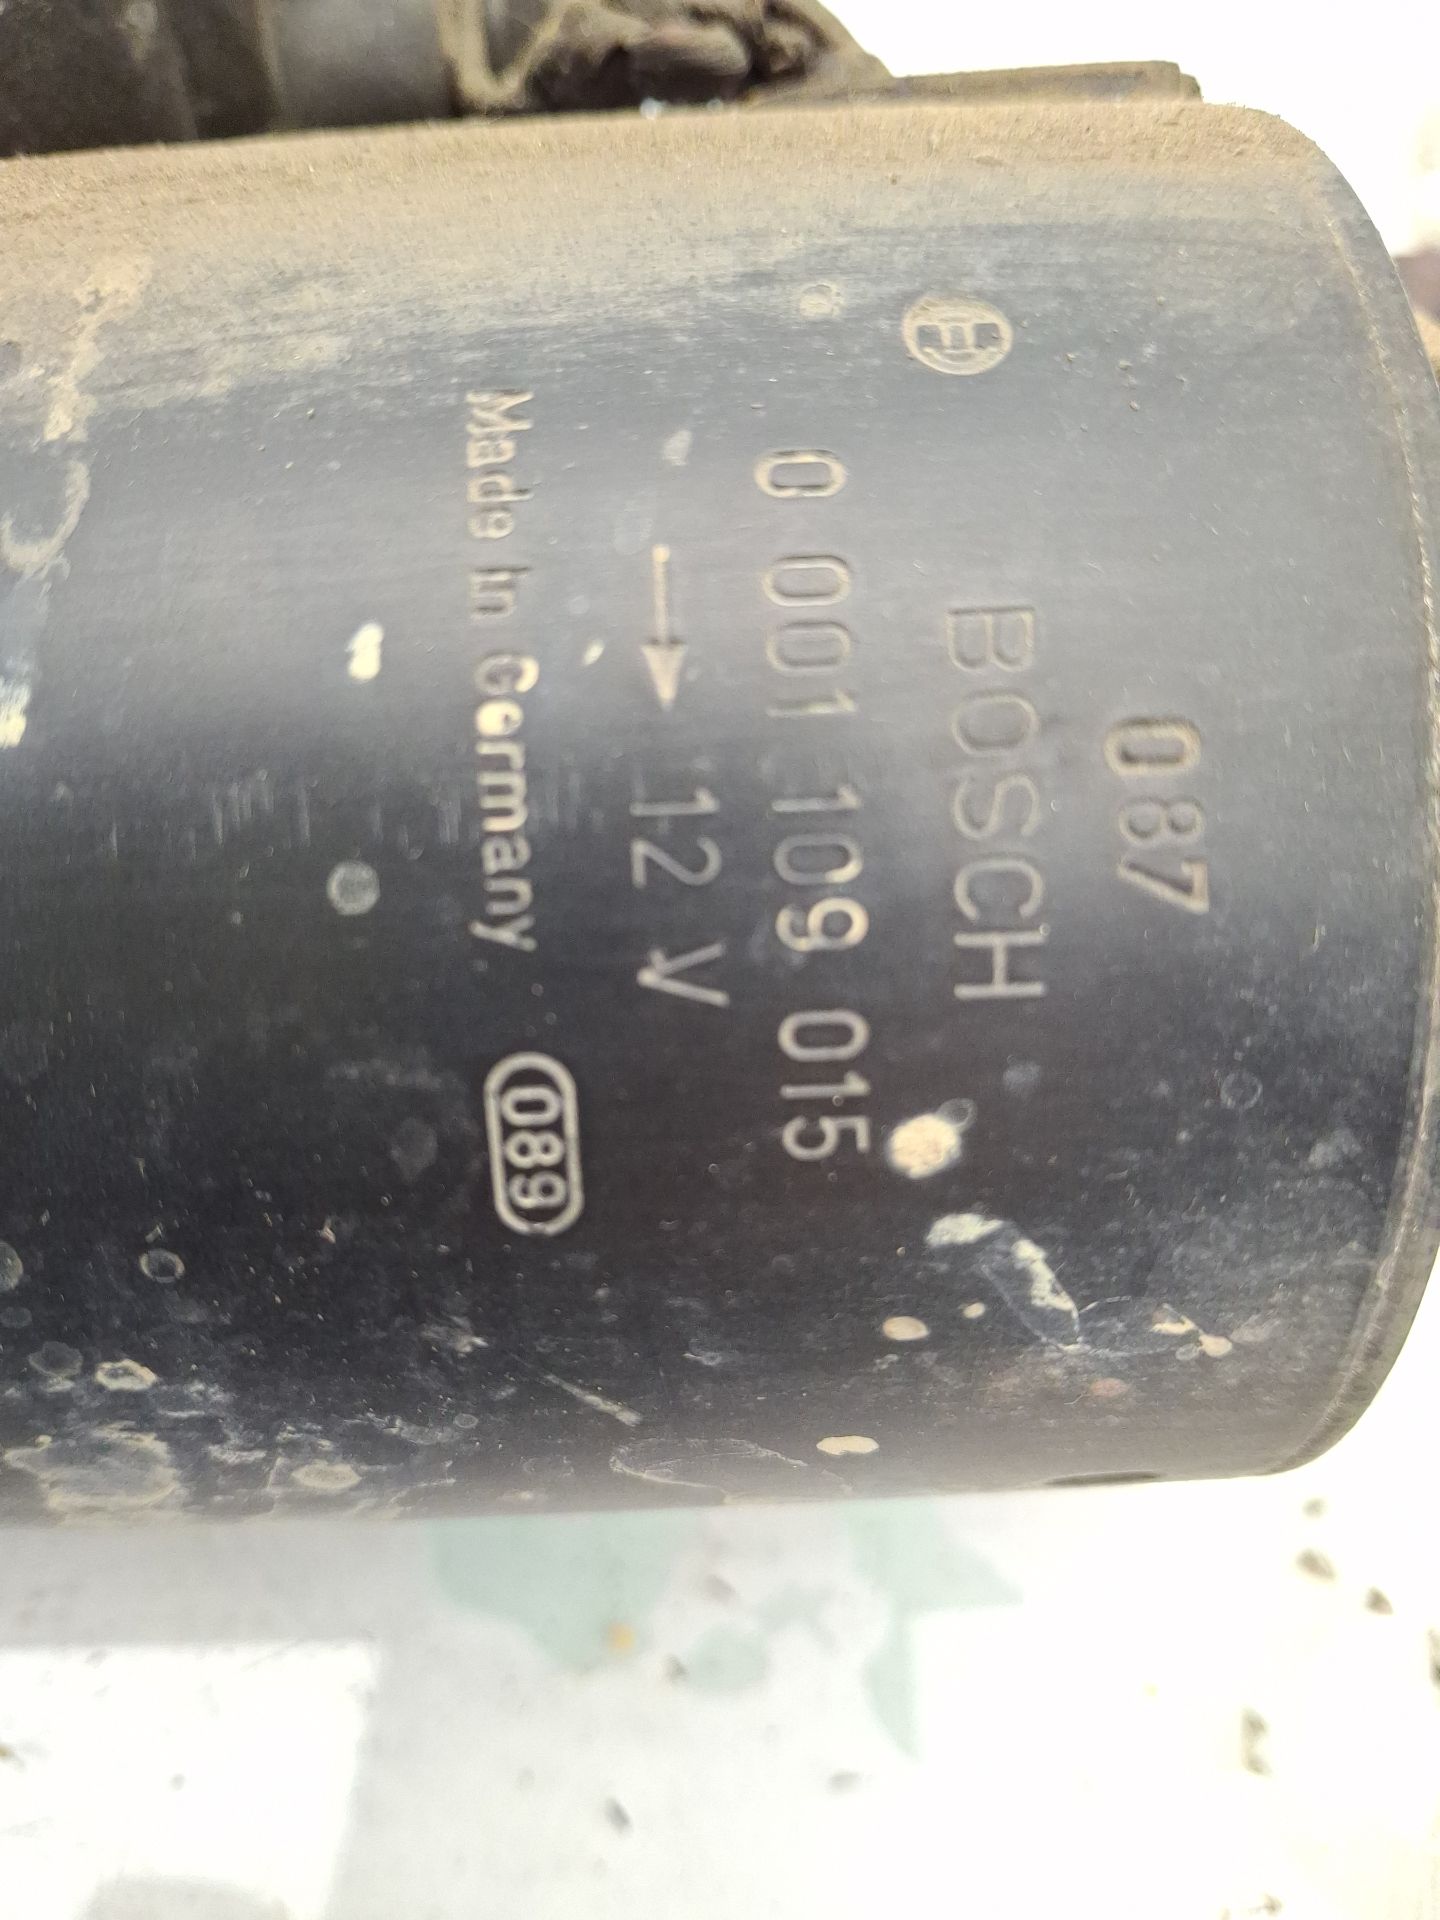 087
BOSCH
0 001 109 015
→ 12 V
Made in Germany 089